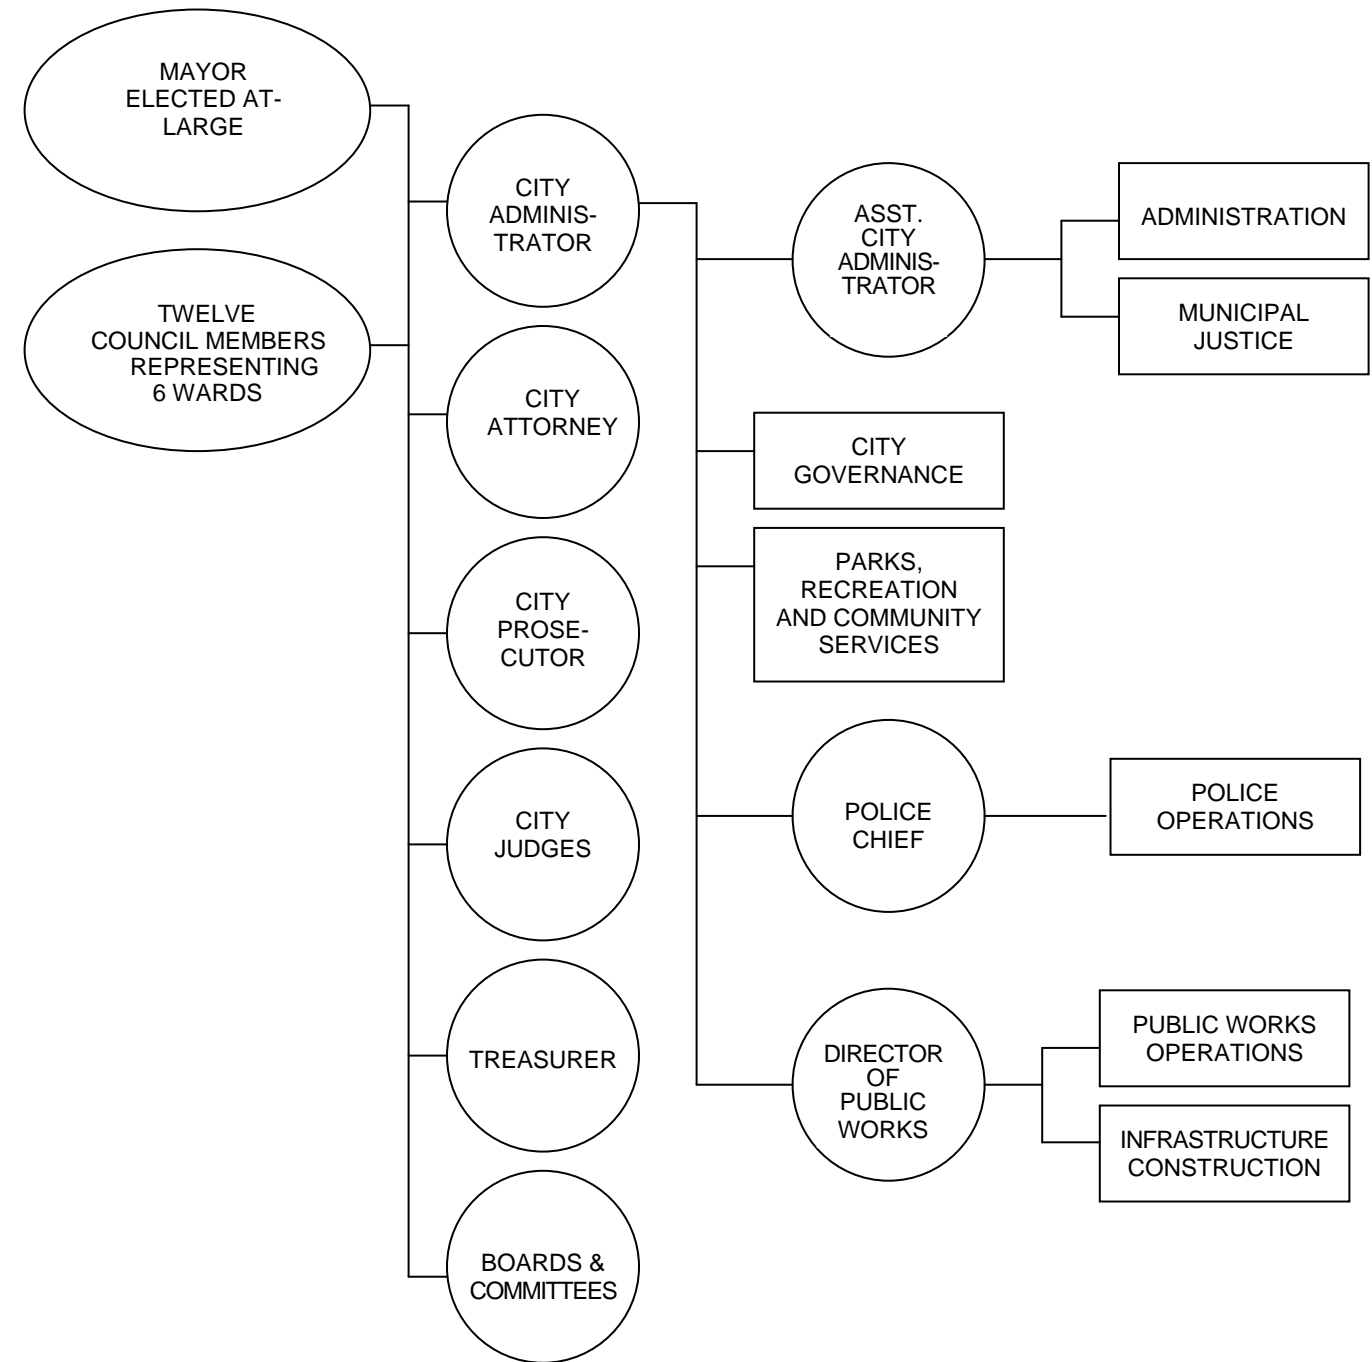 MAYOR
ELECTED AT-
LARGE
TWELVE
COUNCIL MEMBERS
REPRESENTING
6 WARDS
CITY
ADMINIS-
TRATOR
CITY
ATTORNEY
CITY
PROSE-
CUTOR
CITY
JUDGES
TREASURER
BOARDS &
COMMITTEES
ASST.
CITY
ADMINIS-
TRATOR
CITY
GOVERNANCE
PARKS,
RECREATION
AND COMMUNITY
SERVICES
POLICE
CHIEF
DIRECTOR
OF
PUBLIC
WORKS
ADMINISTRATION
MUNICIPAL
JUSTICE
POLICE
OPERATIONS
PUBLIC WORKS
OPERATIONS
INFRASTRUCTURE
CONSTRUCTION